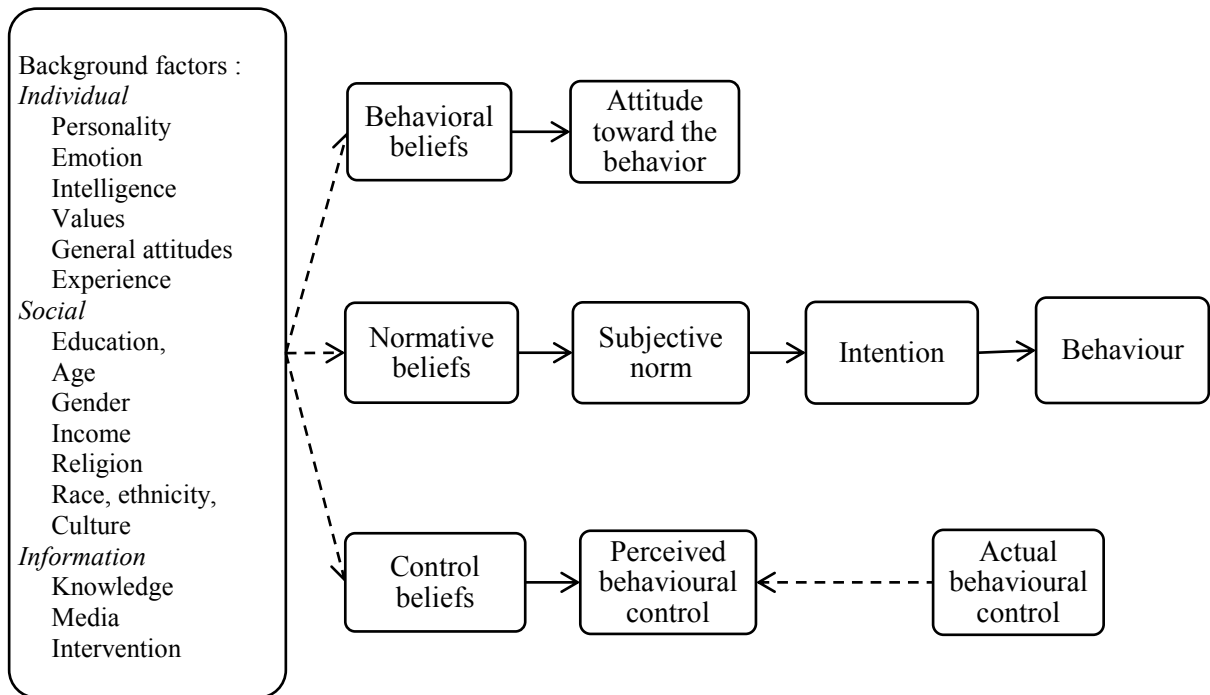 Background factors :
Individual
Personality
Emotion
Intelligence
Values
General attitudes
Experience
Social
Education,
Age
Gender
Income
Religion
Race, ethnicity,
Culture
Information
Knowledge
Media
Intervention
Behavioral
beliefs
Attitude
toward the
behavior
Normative
beliefs
Subjective
norm
Intention
Behaviour
Control
beliefs
Perceived
behavioural
control
Actual
behavioural
control